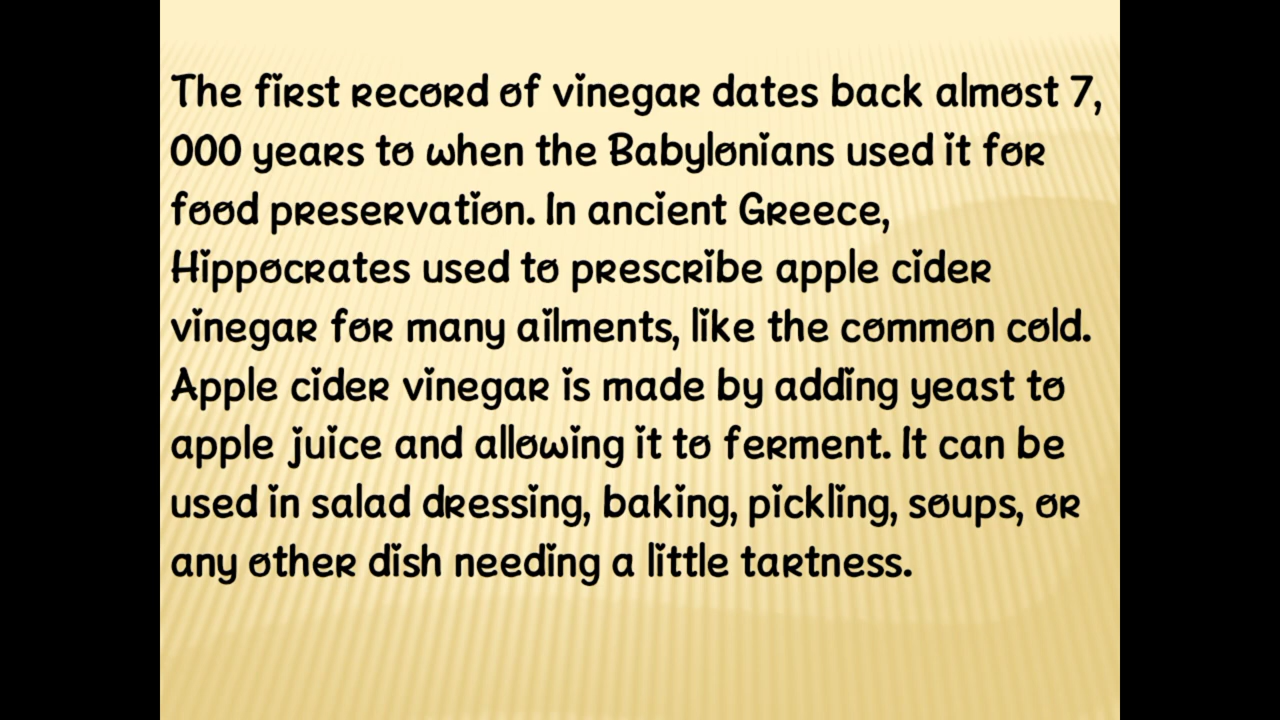 The first record of vinegar dates back almost 7,
000 years to when the Babylonians used it for
food preservation. In ancient Greece,
Hippocrates used to prescribe apple cider
vinegar for many ailments, like the common cold.
Apple cider vinegar is made by adding yeast to
apple juice and allowing it to ferment. It can be
used in salad dressing, baking, pickling, soups, or
any other dish needing a little tartness.